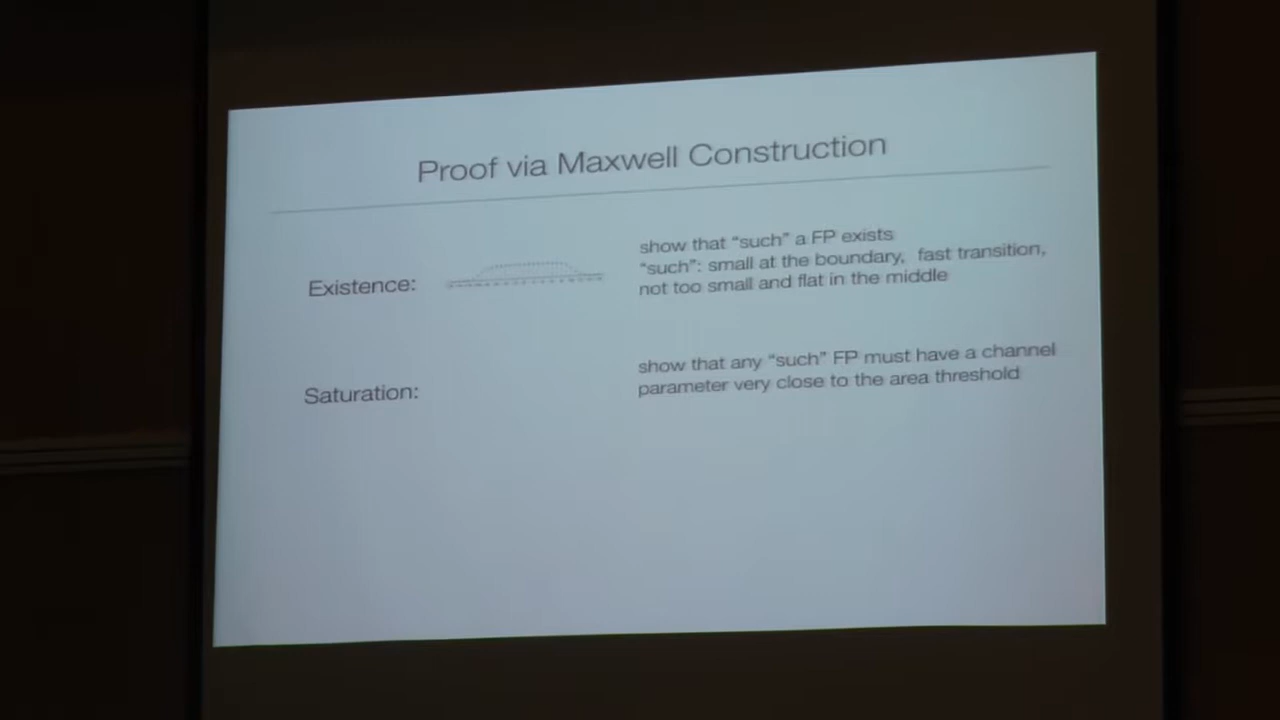 Proof via Maxwell Construction
Existence:
show that “such” a FP exists
“such”: small at the boundary, fast transition,
not too small and flat in the middle
Saturation:
show that any “such” FP must have a channel
parameter very close to the area threshold